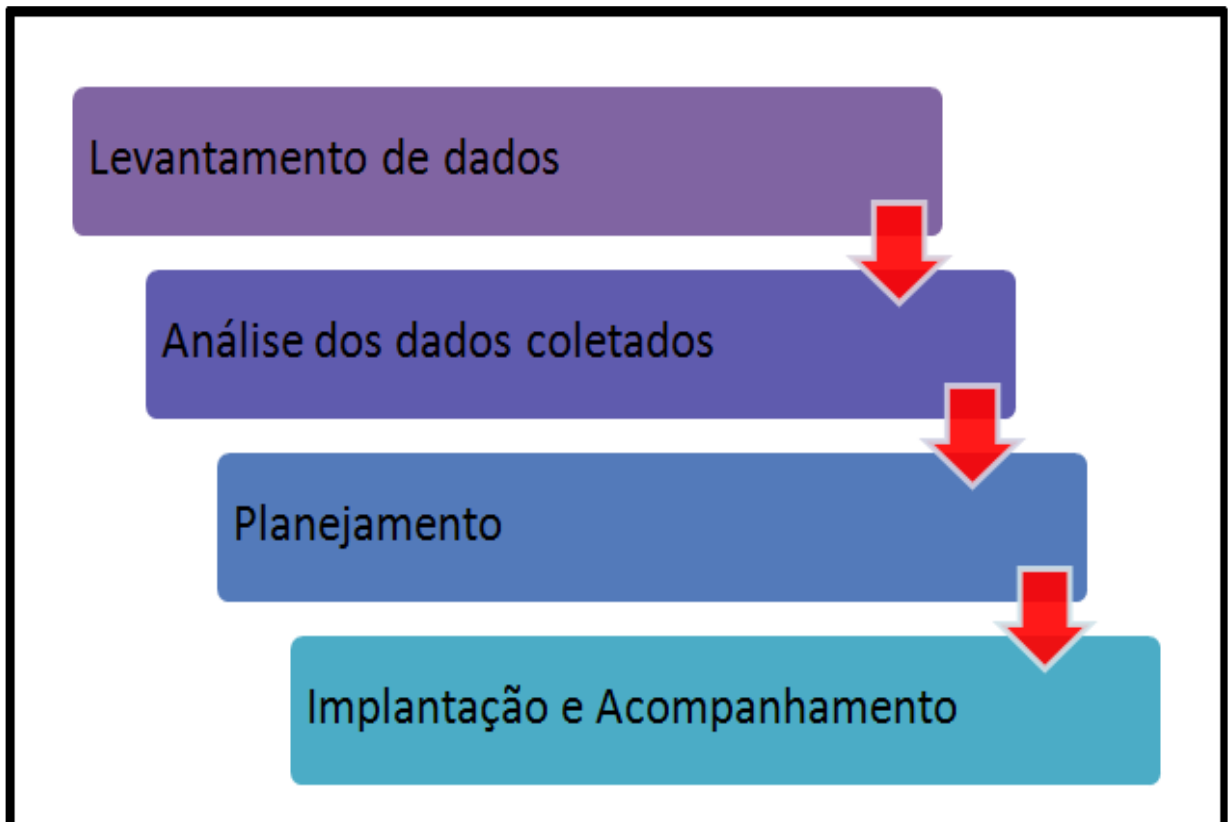 Levantamento de dados
Análise dos dados coletados
Planejamento
Implantação e Acompanhamento